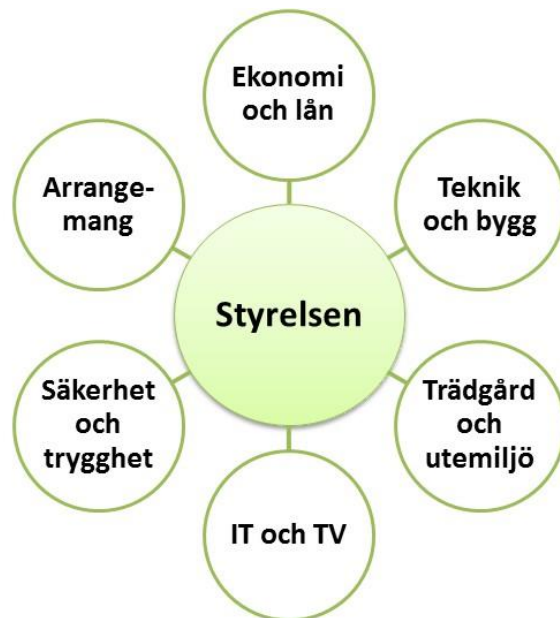 Ekonomi
och lån
Teknik
och bygg
Trädgård
och
utemiljö
IT och TV
Säkerhet
och
trygghet
Arrange-
mang
Styrelsen